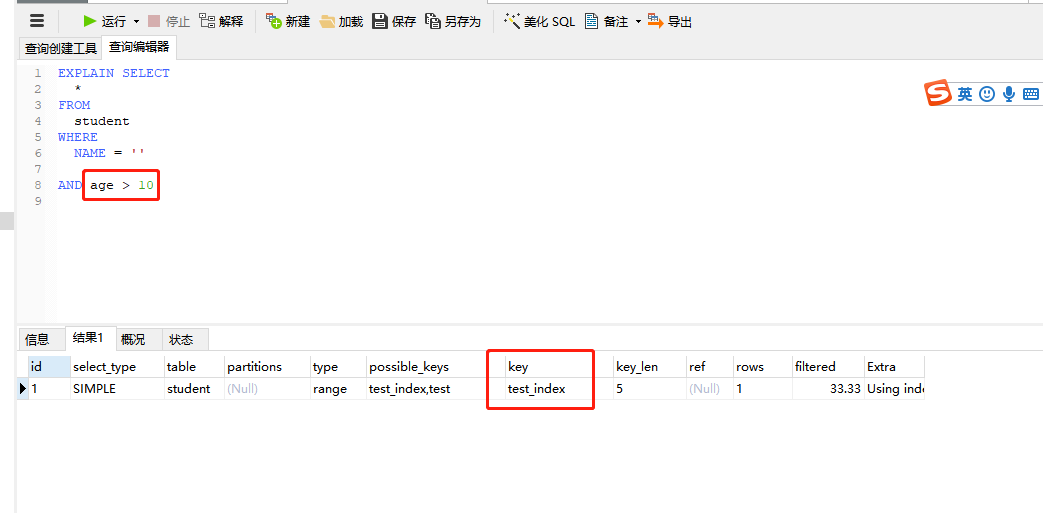 运行 停止 解释 新建 加载 保存 另存为 美化 SQL 备注 导出
查询创建工具 查询编辑器
1 EXPLAIN SELECT
2 *
3 FROM
4 student
5 WHERE
6 NAME = ''
7
8 AND age > 10
9
S 英
信息 结果1 概况 状态
id select_type table partitions type possible_keys key key_len ref rows filtered Extra
1 SIMPLE student (Null) range test_index,test test_index 5 (Null) 1 33.33 Using inde